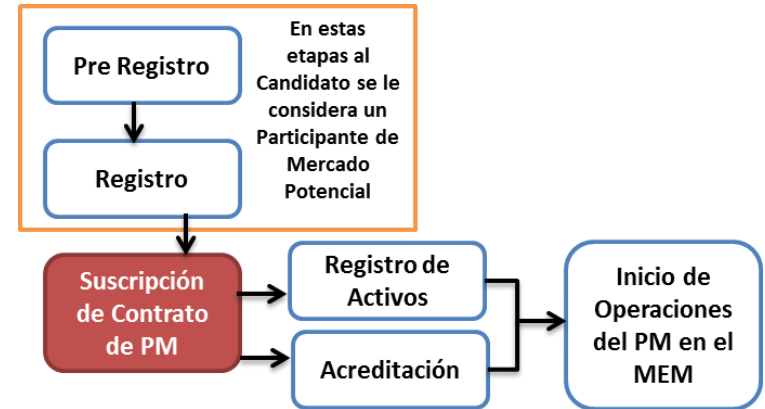 Pre Registro
En estas
etapas al
Candidato se le
considera un
Participante de
Mercado
Potencial
Registro
Suscripción
de Contrato
de PM
Registro de
Activos
Acreditación
Inicio de
Operaciones
del PM en el
MEM